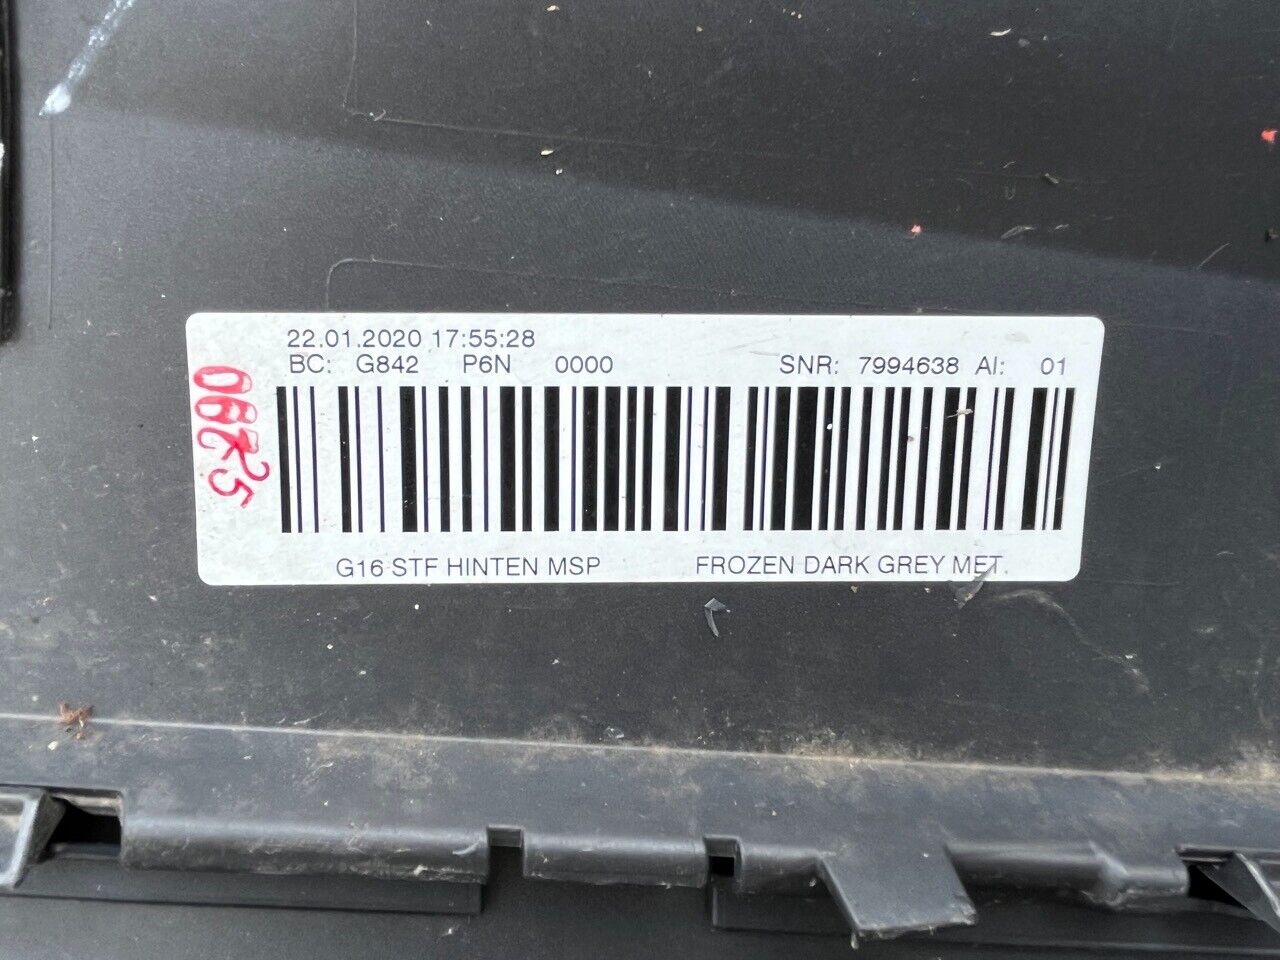 22.01.2020 17:55:28
BC: G842 P6N 0000 SNR: 7994638 AI: 01
G16 STF HINTEN MSP FROZEN DARK GREY MET.